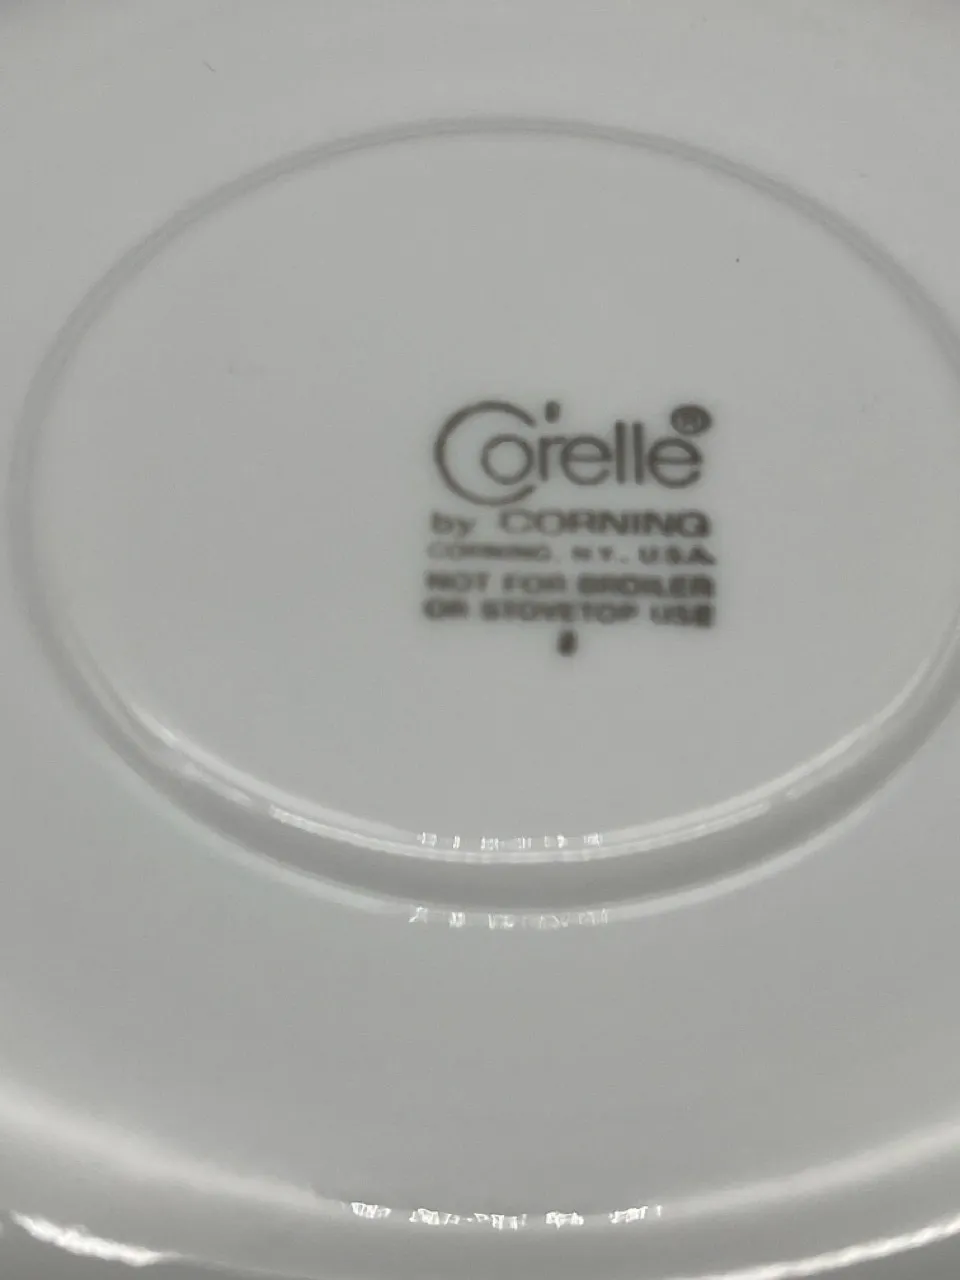 Corelle®
by CORNING
CORNING, N.Y., U.S.A.
NOT FOR BROILER
OR STOVETOP USE